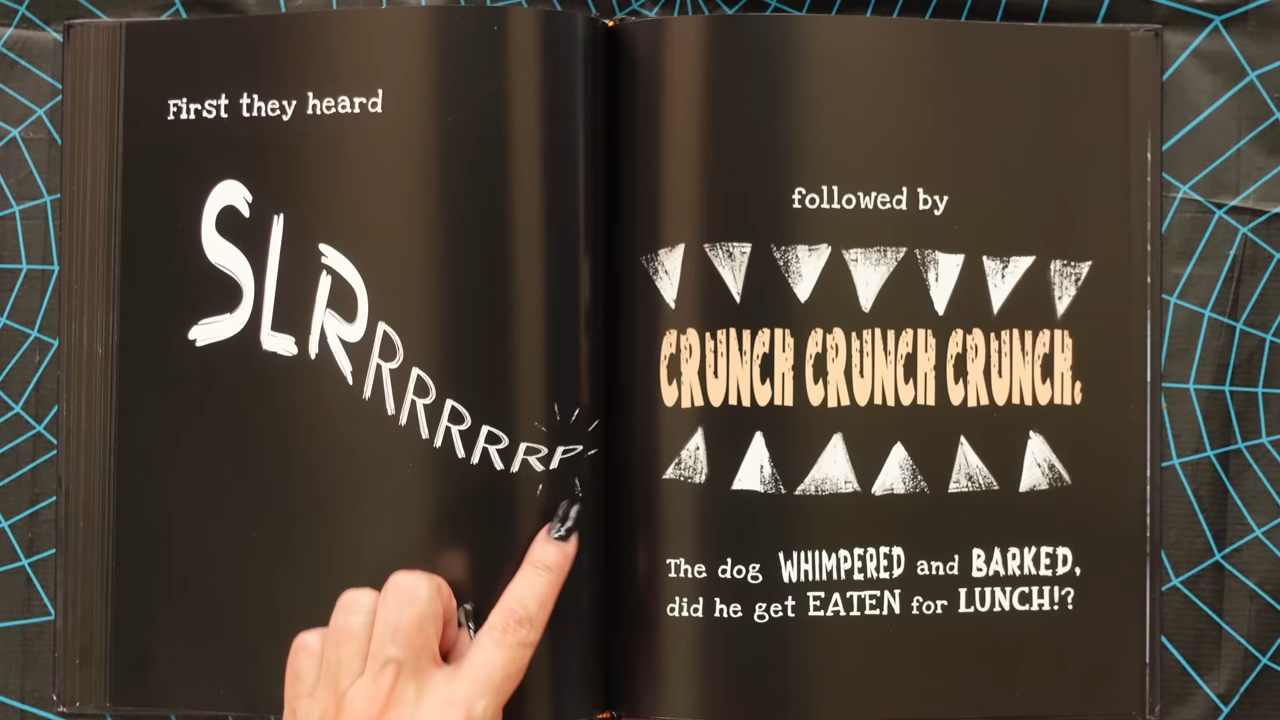 First they heard
SLRRRRRRRP
followed by
CRUNCH CRUNCH CRUNCH.
The dog WHIMPERED and BARKED,
did he get EATEN for LUNCH!?